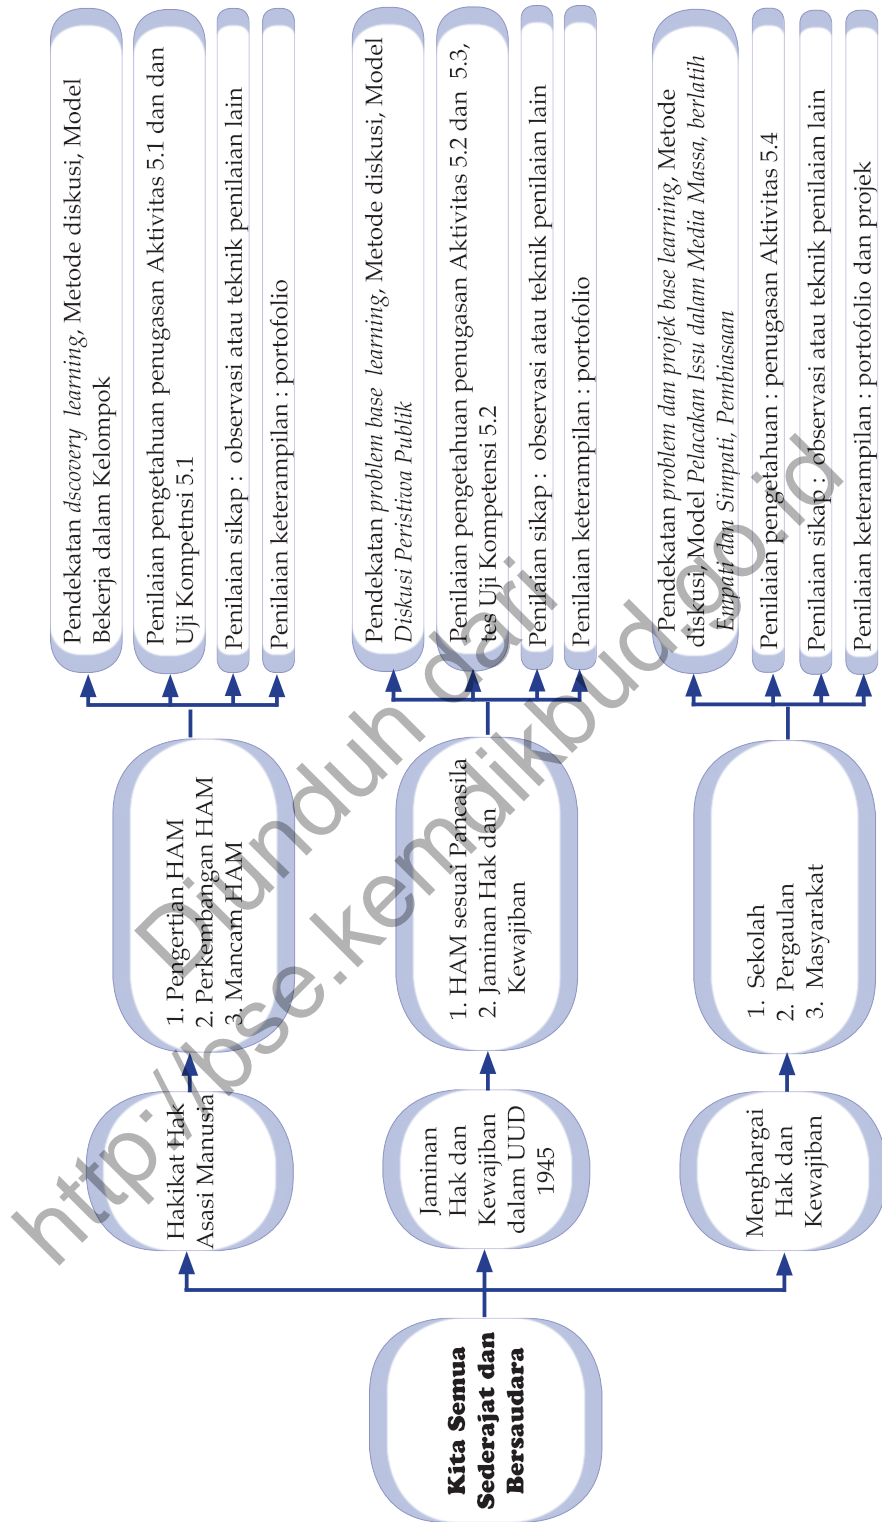 Kita Semua
Sederajat dan
Bersaudara
Hakikat Hak
Asasi Manusia
1. Pengertian HAM
2. Perkembangan HAM
3. Mancam HAM
Pendekatan dscovery learning, Metode diskusi, Model
Bekerja dalam Kelompok
Penilaian pengetahuan penugasan Aktivitas 5.1 dan dan
Uji Kompetnsi 5.1
Penilaian sikap : observasi atau teknik penilaian lain
Penilaian keterampilan : portofolio
Jaminan
Hak dan
Kewajiban
dalam UUD
1945
1. HAM sesuai Pancasila
2. Jaminan Hak dan
Kewajiban
Pendekatan problem base learning, Metode diskusi, Model
Diskusi Peristiwa Publik
Penilaian pengetahuan penugasan Aktivitas 5.2 dan 5.3,
tes Uji Kompetensi 5.2
Penilaian sikap : observasi atau teknik penilaian lain
Penilaian keterampilan : portofolio
Menghargai
Hak dan
Kewajiban
1. Sekolah
2. Pergaulan
3. Masyarakat
Pendekatan problem dan projek base learning, Metode
diskusi, Model Pelacakan Issu dalam Media Massa, berlatih
Empati dan Simpati, Pembiasaan
Penilaian pengetahuan : penugasan Aktivitas 5.4
Penilaian sikap : observasi atau teknik penilaian lain
Penilaian keterampilan : portofolio dan projek
Diunduh dari
http://bse.kemdikbud.go.id